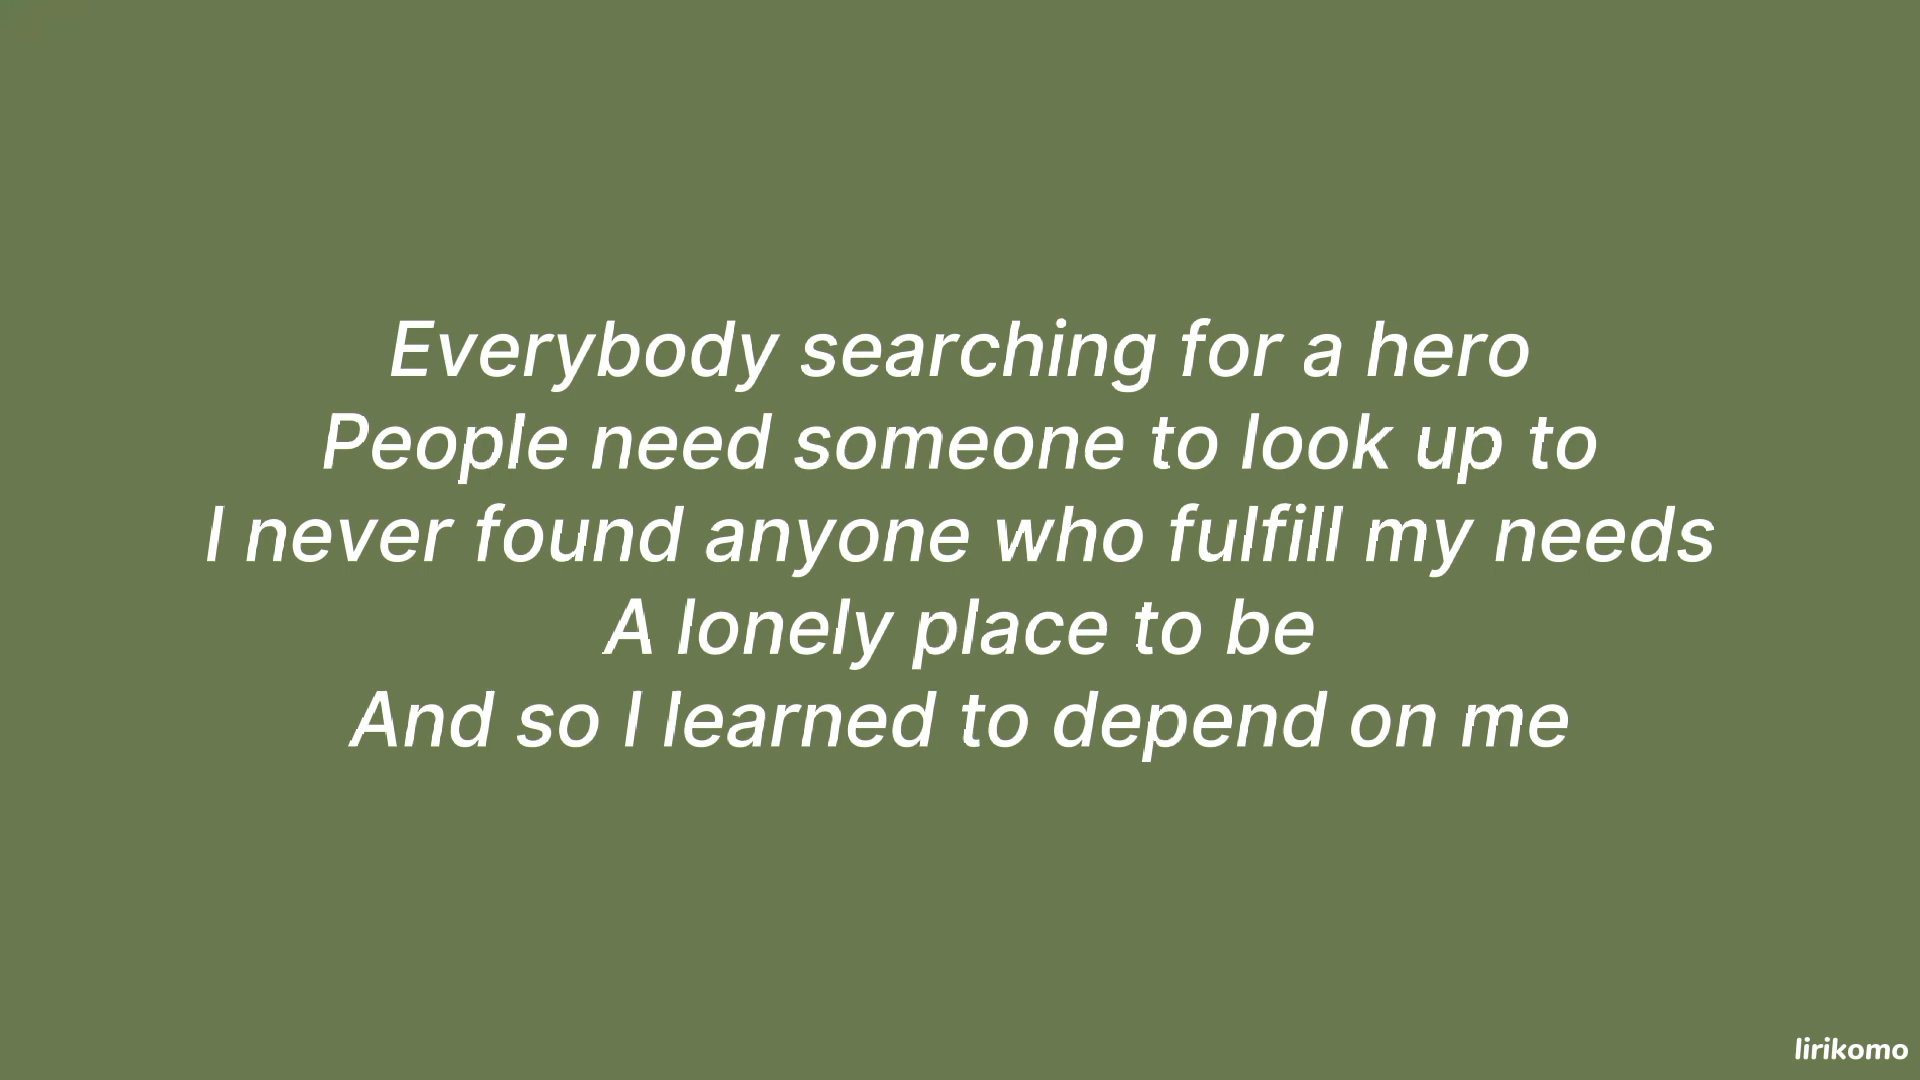 Everybody searching for a hero
People need someone to look up to
I never found anyone who fulfill my needs
A lonely place to be
And so I learned to depend on me
lirikomo